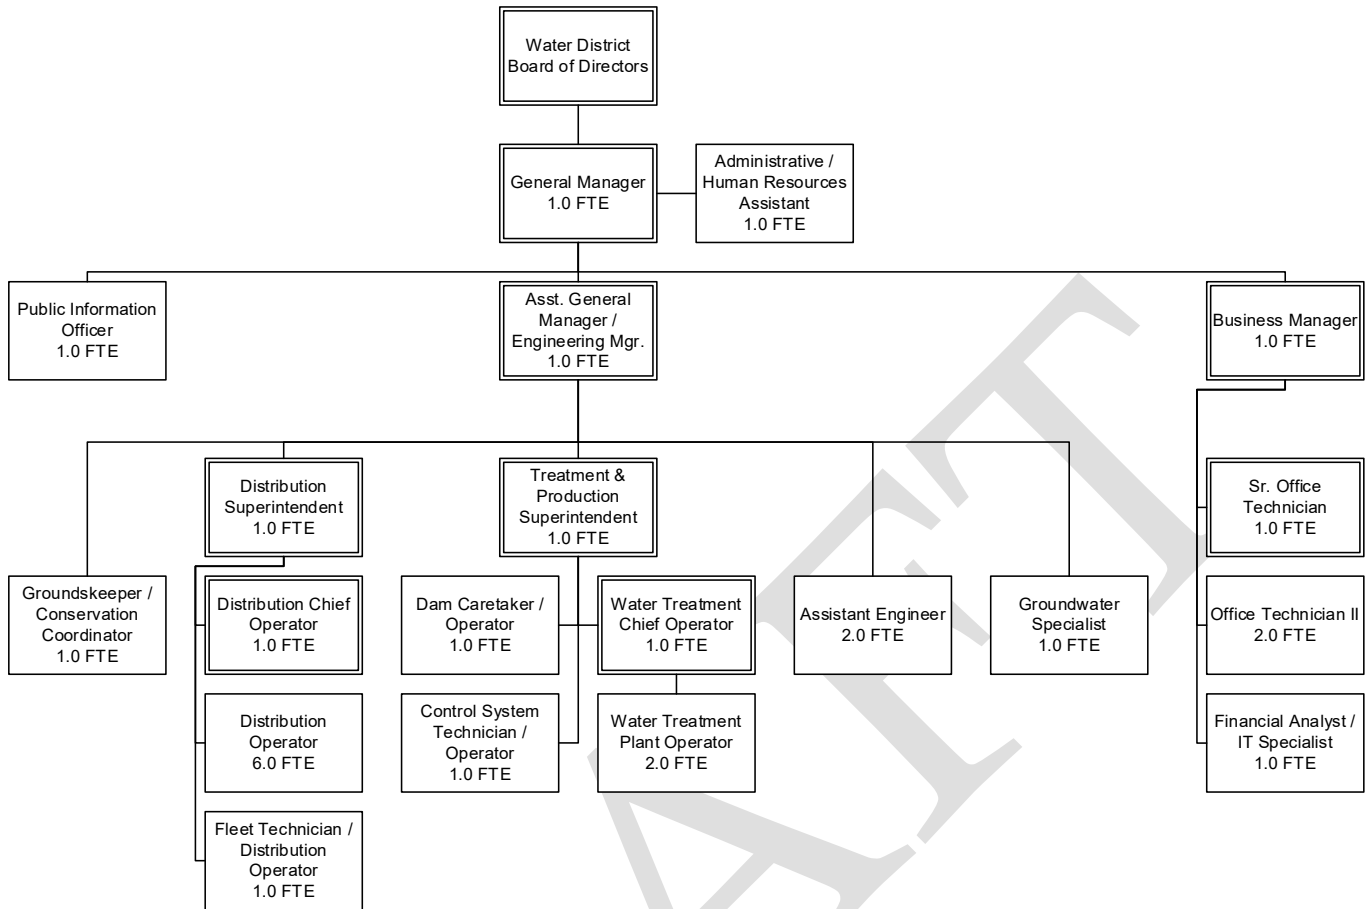 Water District
Board of Directors
General Manager
1.0 FTE
Administrative /
Human Resources
Assistant
1.0 FTE
Public Information
Officer
1.0 FTE
Asst. General
Manager /
Engineering Mgr.
1.0 FTE
Business Manager
1.0 FTE
Distribution
Superintendent
1.0 FTE
Treatment &
Production
Superintendent
1.0 FTE
Sr. Office
Technician
1.0 FTE
Groundskeeper /
Conservation
Coordinator
1.0 FTE
Distribution Chief
Operator
1.0 FTE
Dam Caretaker /
Operator
1.0 FTE
Water Treatment
Chief Operator
1.0 FTE
Assistant Engineer
2.0 FTE
Groundwater
Specialist
1.0 FTE
Office Technician II
2.0 FTE
Distribution
Operator
6.0 FTE
Control System
Technician /
Operator
1.0 FTE
Water Treatment
Plant Operator
2.0 FTE
Financial Analyst /
IT Specialist
1.0 FTE
Fleet Technician /
Distribution
Operator
1.0 FTE
AFT